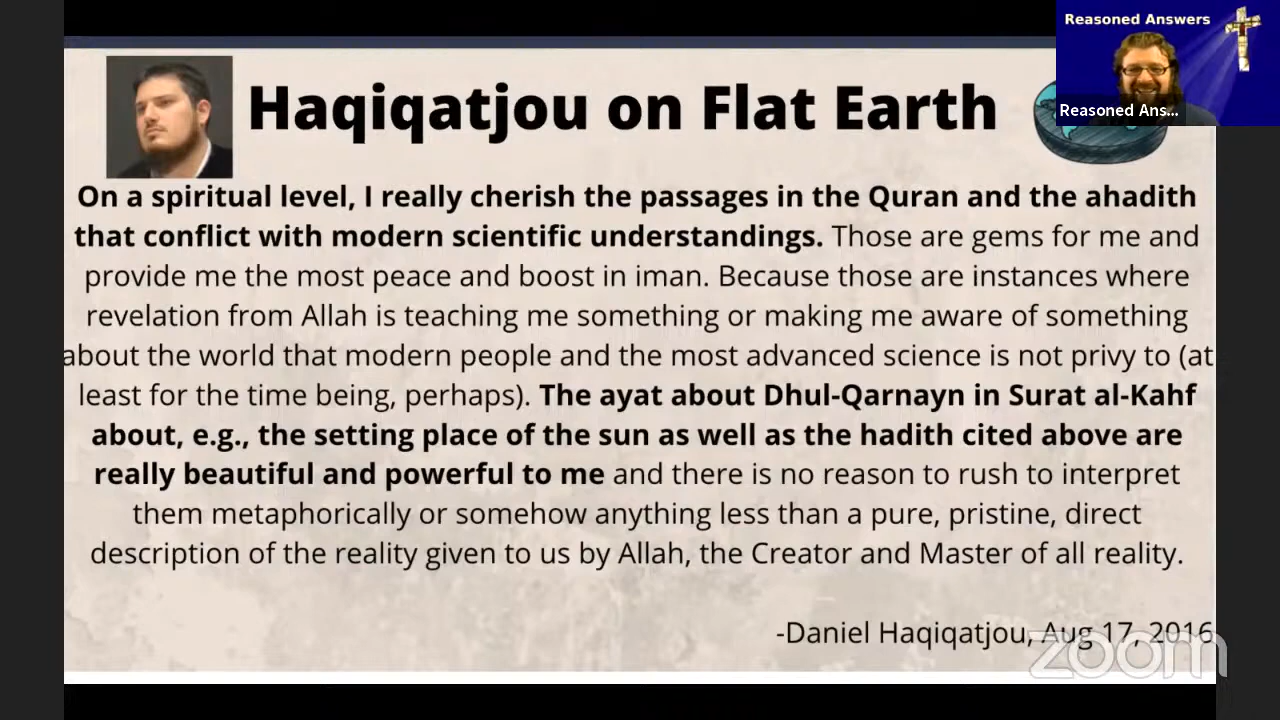 Reasoned Answers
Reasoned Ans...
Haqiqatjou on Flat Earth
On a spiritual level, I really cherish the passages in the Quran and the ahadith
that conflict with modern scientific understandings. Those are gems for me and
provide me the most peace and boost in iman. Because those are instances where
revelation from Allah is teaching me something or making me aware of something
about the world that modern people and the most advanced science is not privy to (at
least for the time being, perhaps). The ayat about Dhul-Qarnayn in Surat al-Kahf
about, e.g., the setting place of the sun as well as the hadith cited above are
really beautiful and powerful to me and there is no reason to rush to interpret
them metaphorically or somehow anything less than a pure, pristine, direct
description of the reality given to us by Allah, the Creator and Master of all reality.
-Daniel Haqiqatjou, Aug 17, 2016
zoom